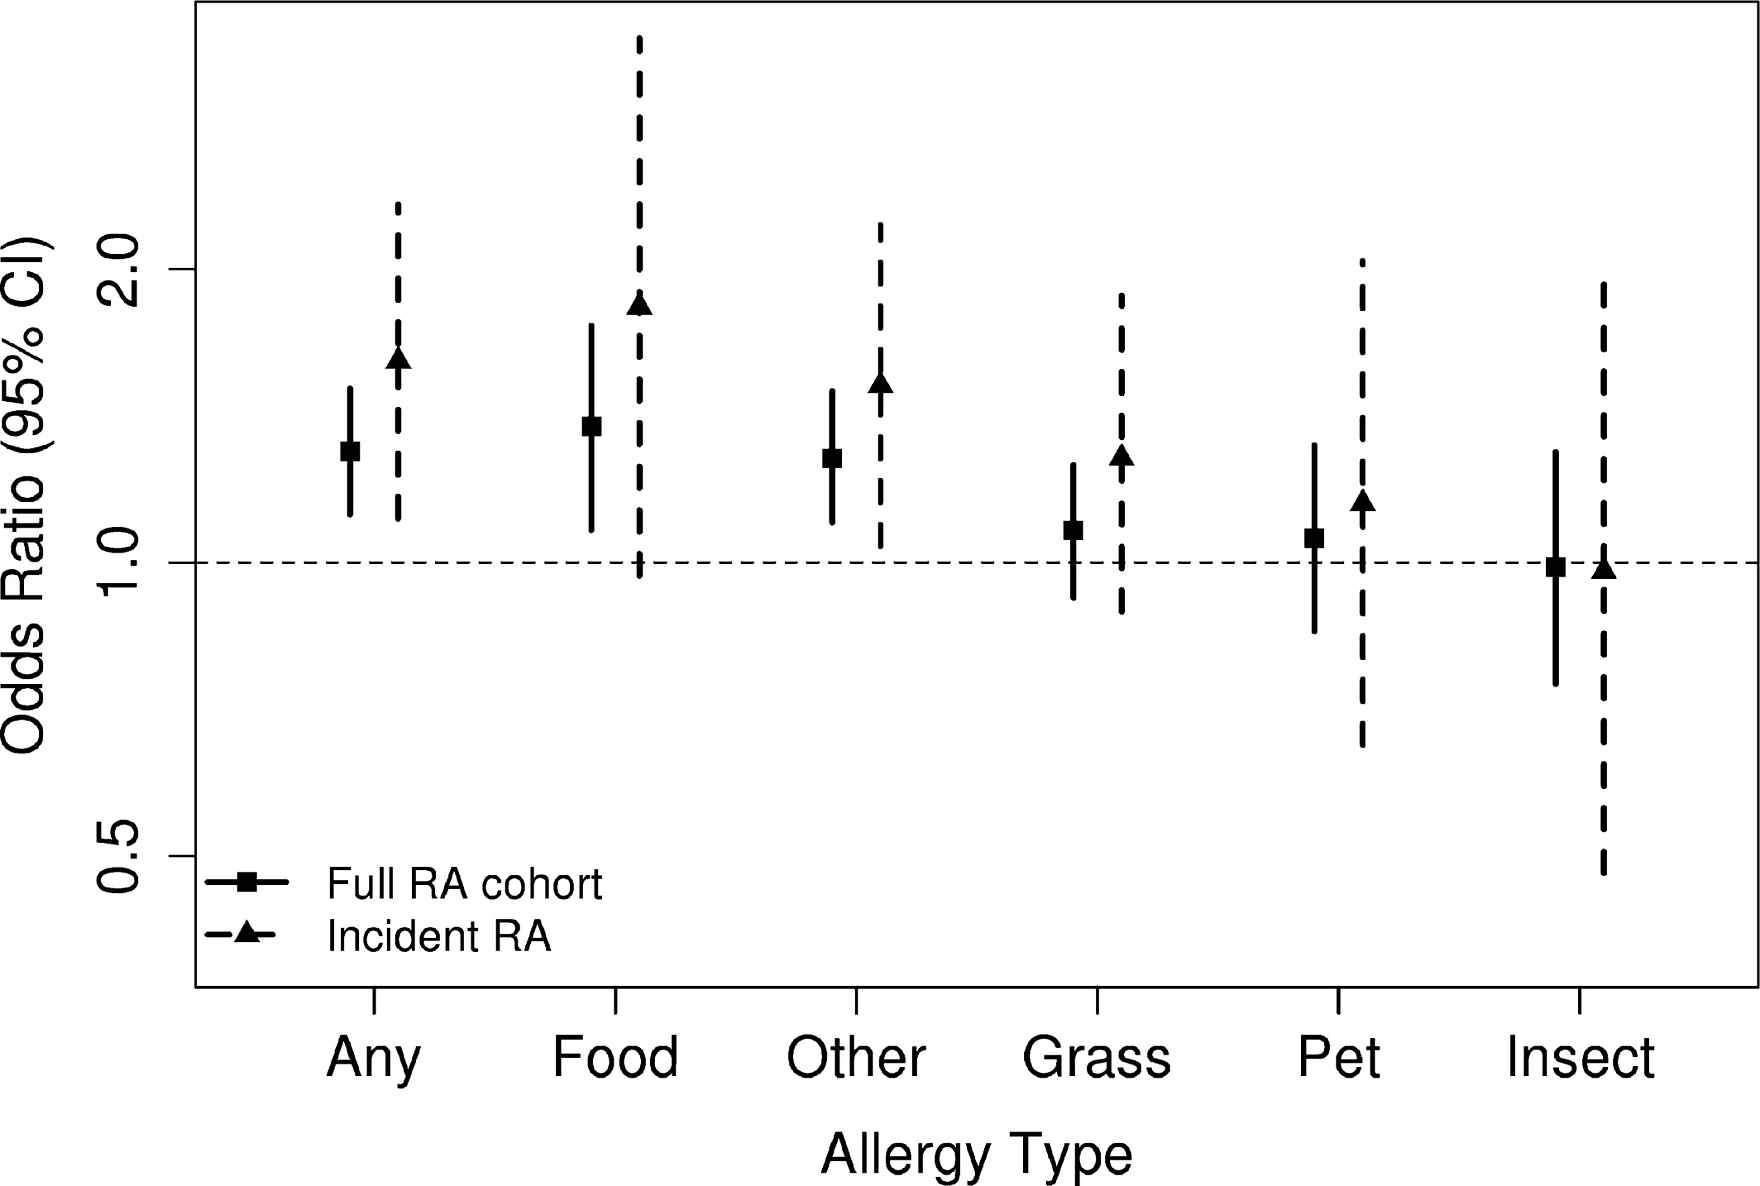 Odds Ratio (95% CI)
2.0
1.0
0.5
Full RA cohort
Incident RA
Any Food Other Grass Pet Insect
Allergy Type